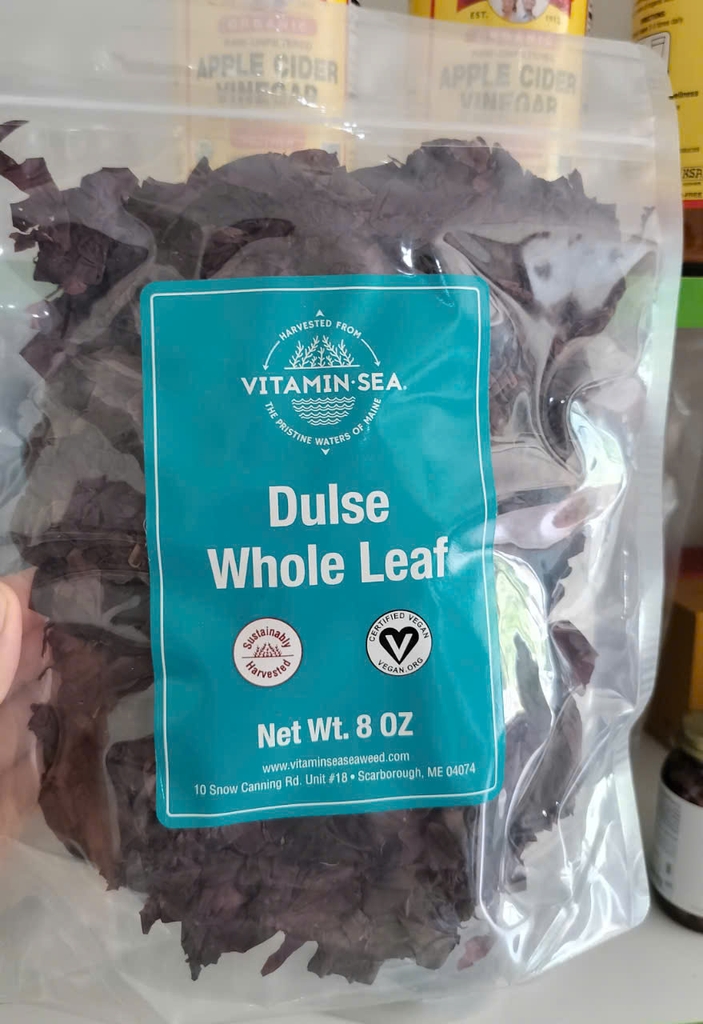 EST. 1912
APPLE CIDER
VINEGAR
APPLE CIDER
VINEGAR
HARVESTED FROM
VITAMIN·SEA®
THE PRISTINE WATERS OF MAINE
Dulse
Whole Leaf
Sustainably
Harvested
CERTIFIED VEGAN
VEGAN.ORG
Net Wt. 8 OZ
www.vitaminseaseaweed.com
10 Snow Canning Rd. Unit #18 • Scarborough, ME 04074